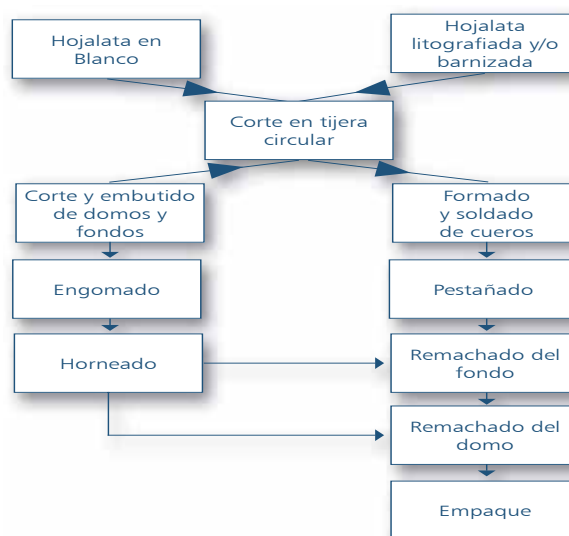 Hojalata en
Blanco
Hojalata
litografiada y/o
barnizada
Corte en tijera
circular
Corte y embutido
de domos y
fondos
Formado
y soldado
de cueros
Engomado
Pestañado
Horneado
Remachado del
fondo
Remachado del
domo
Empaque